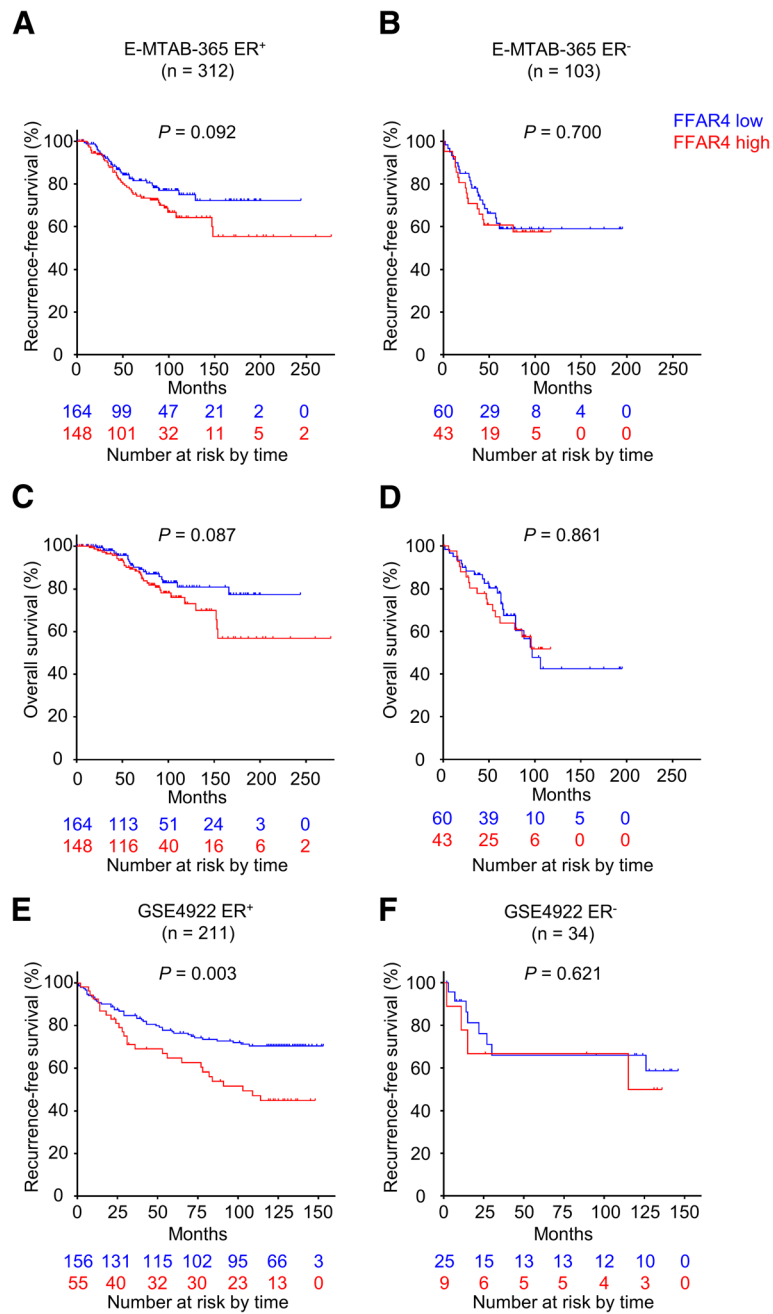 A
E-MTAB-365 ER⁺
(n = 312)
P = 0.092
Recurrence-free survival (%)
100
80
60
40
20
0
0 50 100 150 200 250
Months
164 99 47 21 2 0
148 101 32 11 5 2
Number at risk by time
B
E-MTAB-365 ER⁻
(n = 103)
P = 0.700
FFAR4 low
FFAR4 high
Recurrence-free survival (%)
100
80
60
40
20
0
0 50 100 150 200 250
Months
60 29 8 4 0
43 19 5 0 0
Number at risk by time
C
P = 0.087
Overall survival (%)
100
80
60
40
20
0
0 50 100 150 200 250
Months
164 113 51 24 3 0
148 116 40 16 6 2
Number at risk by time
D
P = 0.861
Overall survival (%)
100
80
60
40
20
0
0 50 100 150 200 250
Months
60 39 10 5 0
43 25 6 0 0
Number at risk by time
E
GSE4922 ER⁺
(n = 211)
P = 0.003
Recurrence-free survival (%)
100
80
60
40
20
0
0 25 50 75 100 125 150
Months
156 131 115 102 95 66 3
55 40 32 30 23 13 0
Number at risk by time
F
GSE4922 ER⁻
(n = 34)
P = 0.621
Recurrence-free survival (%)
100
80
60
40
20
0
0 25 50 75 100 125 150
Months
25 15 13 13 12 10 0
9 6 5 5 4 3 0
Number at risk by time